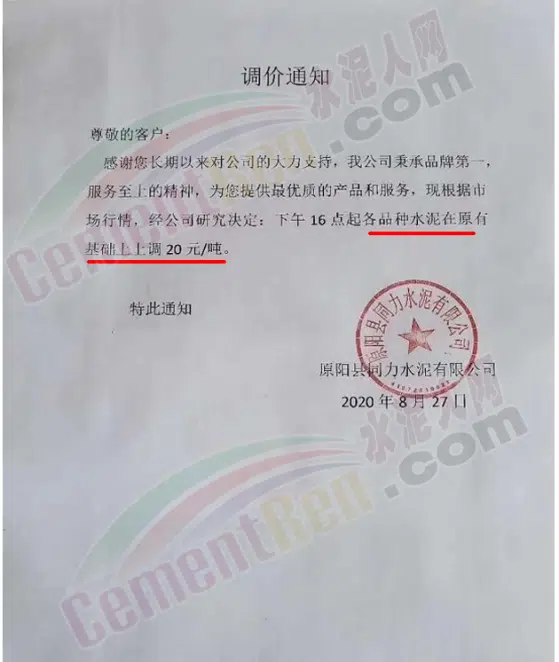 调价通知
尊敬的客户：
感谢您长期以来对公司的大力支持，我公司秉承品牌第一，
服务至上的精神，为您提供最优质的产品和服务，现根据市
场行情，经公司研究决定：下午 16 点起各品种水泥在原有
基础上上调 20 元/吨。
特此通知
原阳县同力水泥有限公司
原阳县同力水泥有限公司
2020 年 8 月 27 日
水泥人网
CementRen.com
水泥人网
CementRen.com